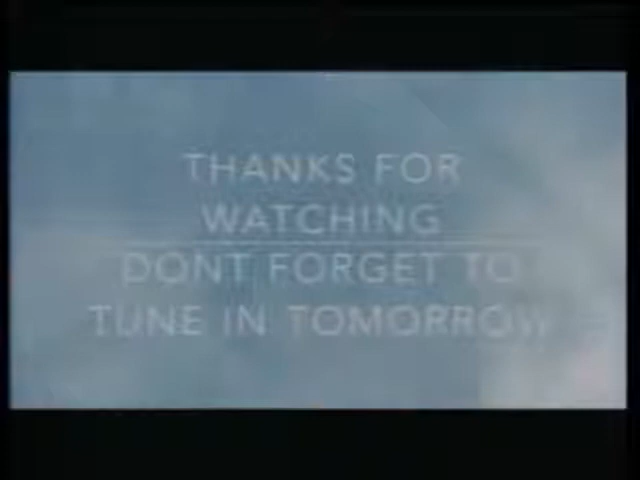 THANKS FOR
WATCHING
DONT FORGET TO
TUNE IN TOMORROW